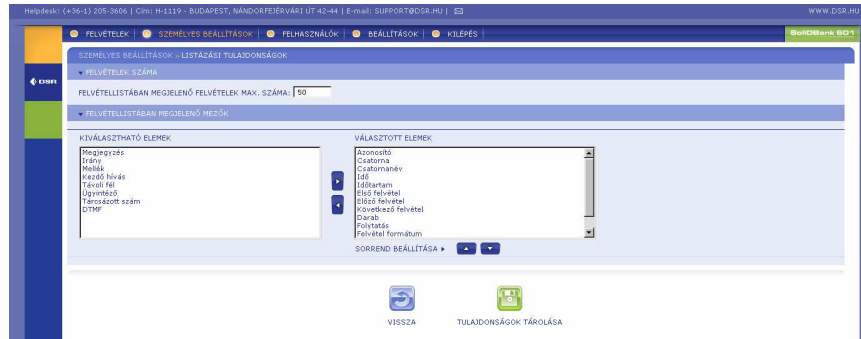 Helpdesk: (+36-1) 205-3606 | Cím: H-1119 - BUDAPEST, NÁNDORFEJÉRVÁRI ÚT 42-44 | E-mail: SUPPORT@DSR.HU | WWW.DSR.HU
FELVÉTELEK | SZEMÉLYES BEÁLLÍTÁSOK | FELHASZNÁLÓK | BEÁLLÍTÁSOK | KILÉPÉS
SolIDBank 601
SZEMÉLYES BEÁLLÍTÁSOK » LISTÁZÁSI TULAJDONSÁGOK
FELVÉTELEK SZÁMA
DSR
FELVÉTELLISTÁBAN MEGJELENŐ FELVÉTELEK MAX. SZÁMA: 50
FELVÉTELLISTÁBAN MEGJELENŐ MEZŐK
KIVÁLASZTHATÓ ELEMEK
Megjegyzés
Irány
Mellék
Kezdő hívás
Távoli fél
Ügyintéző
Tárcsázott szám
DTMF
VÁLASZTOTT ELEMEK
Azonosító
Csatorna
Csatornanév
Idő
Időtartam
Első felvétel
Előző felvétel
Következő felvétel
Darab
Folytatás
Felvétel formátum
SORREND BEÁLLÍTÁSA
VISSZA
TULAJDONSÁGOK TÁROLÁSA